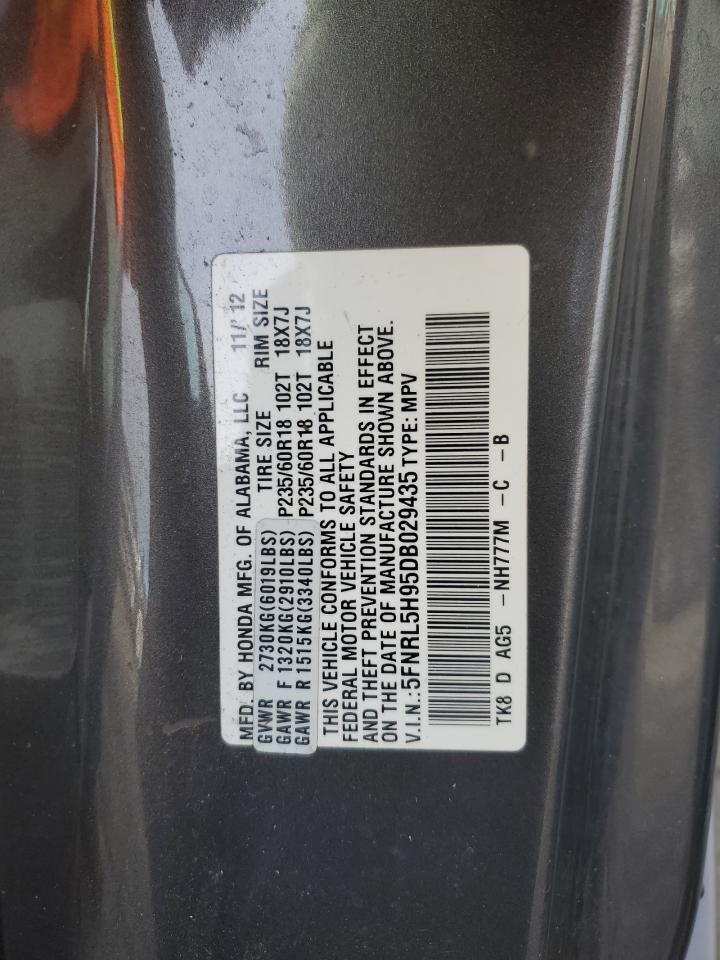 MFD. BY HONDA MFG. OF ALABAMA, LLC 11/12
GVWR 2730KG(6019LBS) TIRE SIZE RIM SIZE
GAWR F 1320KG(2910LBS) P235/60R18 102T 18X7J
GAWR R 1515KG(3340LBS) P235/60R18 102T 18X7J
THIS VEHICLE CONFORMS TO ALL APPLICABLE
FEDERAL MOTOR VEHICLE SAFETY
AND THEFT PREVENTION STANDARDS IN EFFECT
ON THE DATE OF MANUFACTURE SHOWN ABOVE.
V.I.N.:5FNRL5H95DB029435 TYPE: MPV
TK8 D AG5 -NH777M -C -B